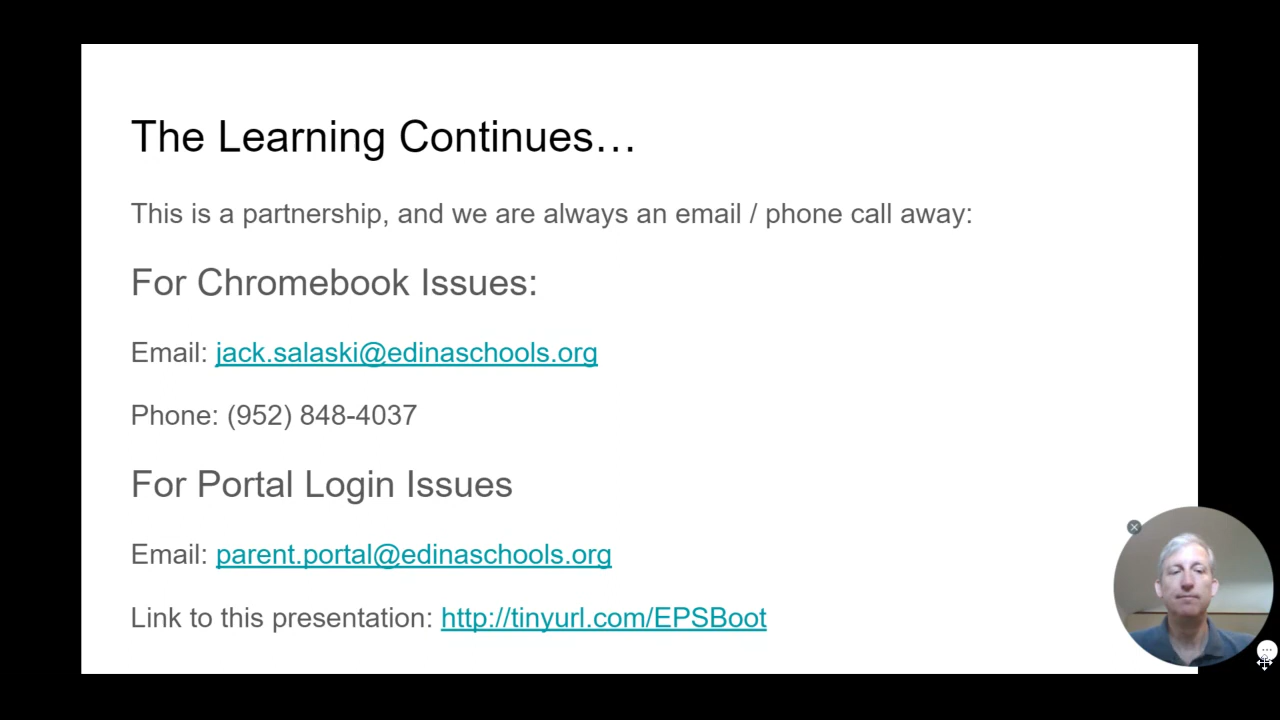 The Learning Continues…
This is a partnership, and we are always an email / phone call away:
For Chromebook Issues:
Email: jack.salaski@edinaschools.org
Phone: (952) 848-4037
For Portal Login Issues
Email: parent.portal@edinaschools.org
Link to this presentation: http://tinyurl.com/EPSBoot